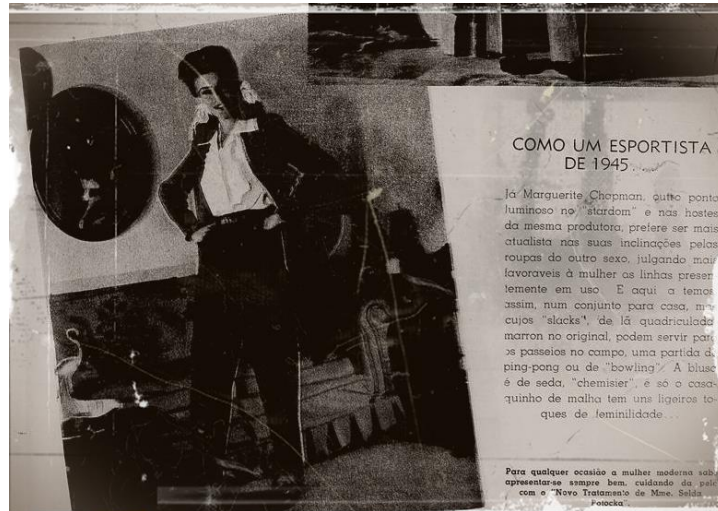 COMO UM ESPORTISTA
DE 1945
Já Marguerite Chapman, outro ponto
luminoso no "stardom" e nas hostes
da mesma produtora, prefere ser mais
atualista nas suas inclinações pelas
roupas do outro sexo, julgando mais
favoraveis à mulher as linhas presen-
temente em uso. E aqui a temos
assim, num conjunto para casa, mas
cujos "slacks", de lã quadriculada
marron no original, podem servir para
os passeios no campo, uma partida de
ping-pong ou de "bowling". A blusa
é de seda, "chemisier", e só o casa-
quinho de malha tem uns ligeiros to-
ques de feminilidade...
Para qualquer ocasião a mulher moderna sabe
apresentar-se sempre bem, cuidando da pele
com o "Novo Tratamento de Mme. Selda
Potocka".